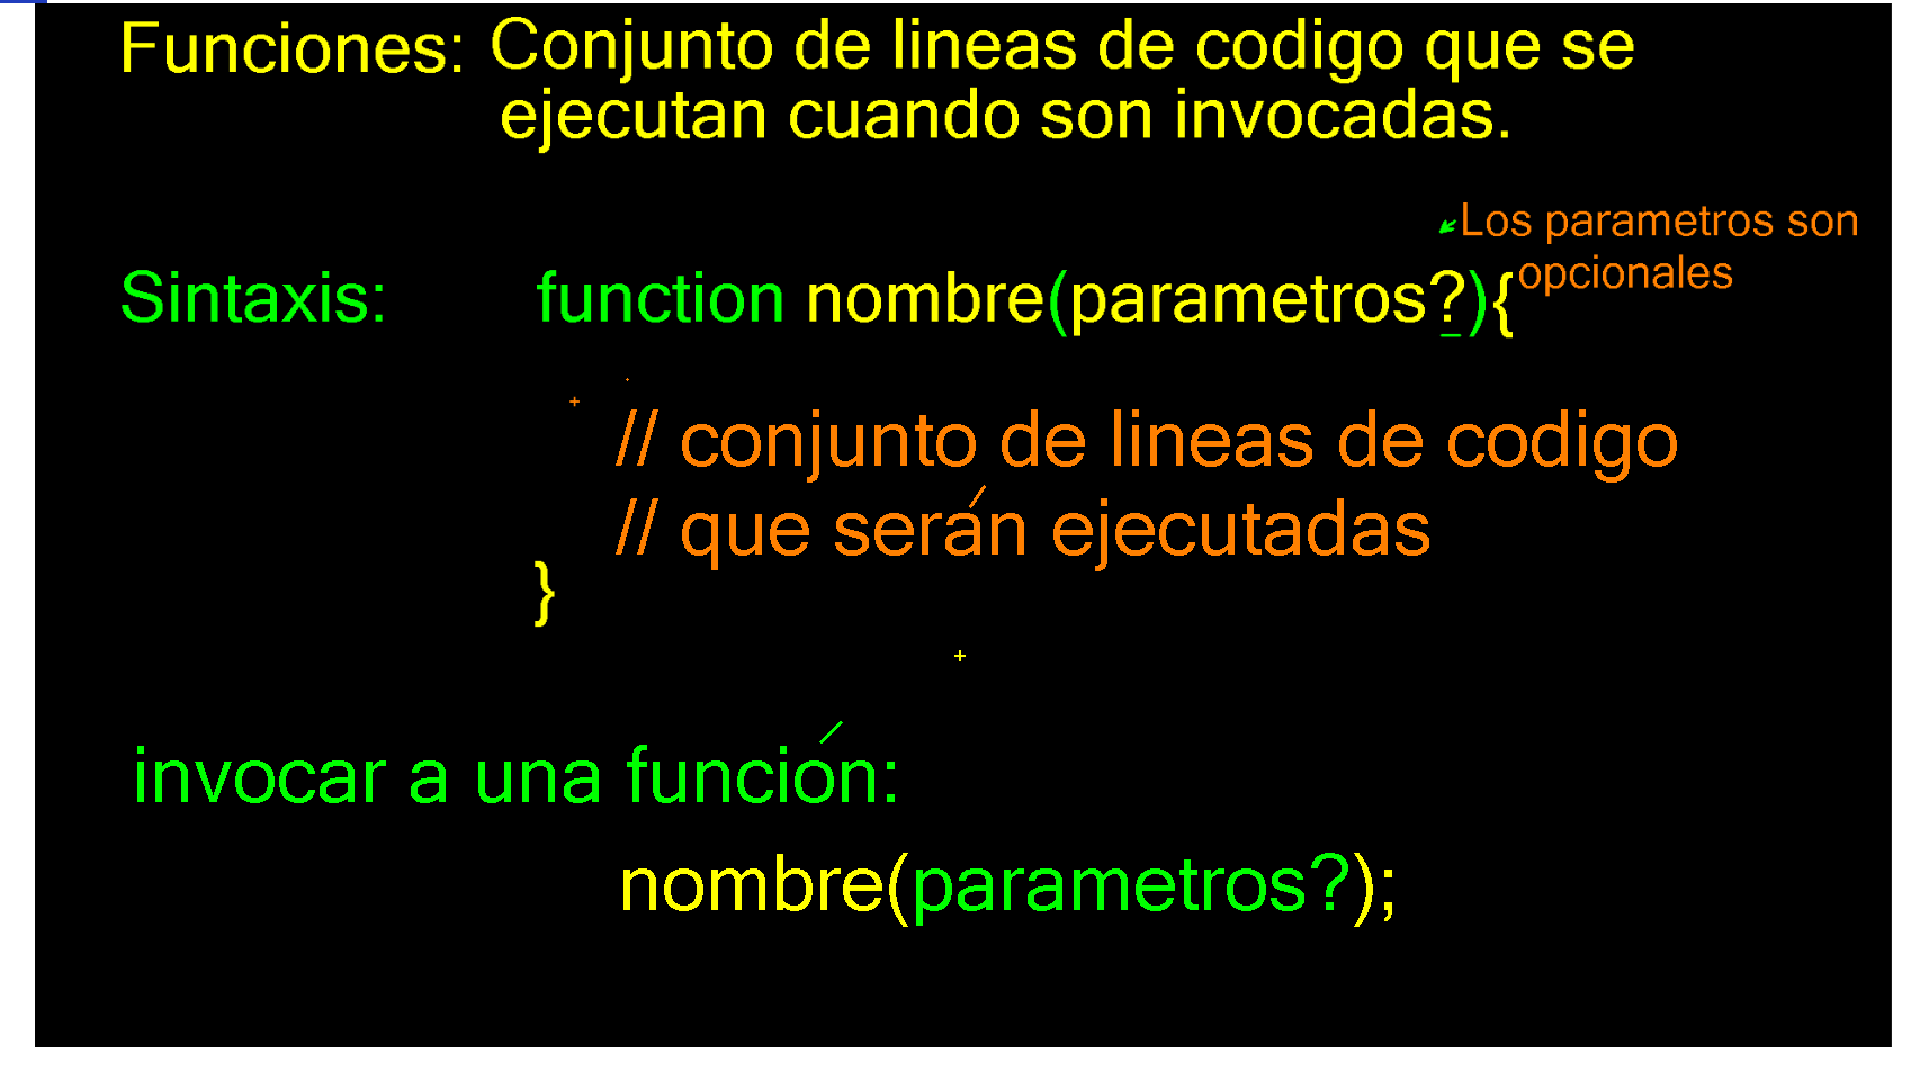 Funciones: Conjunto de lineas de codigo que se
ejecutan cuando son invocadas.
Los parametros son
opcionales
Sintaxis: function nombre(parametros?){
// conjunto de lineas de codigo
// que serán ejecutadas
}
invocar a una función:
nombre(parametros?);